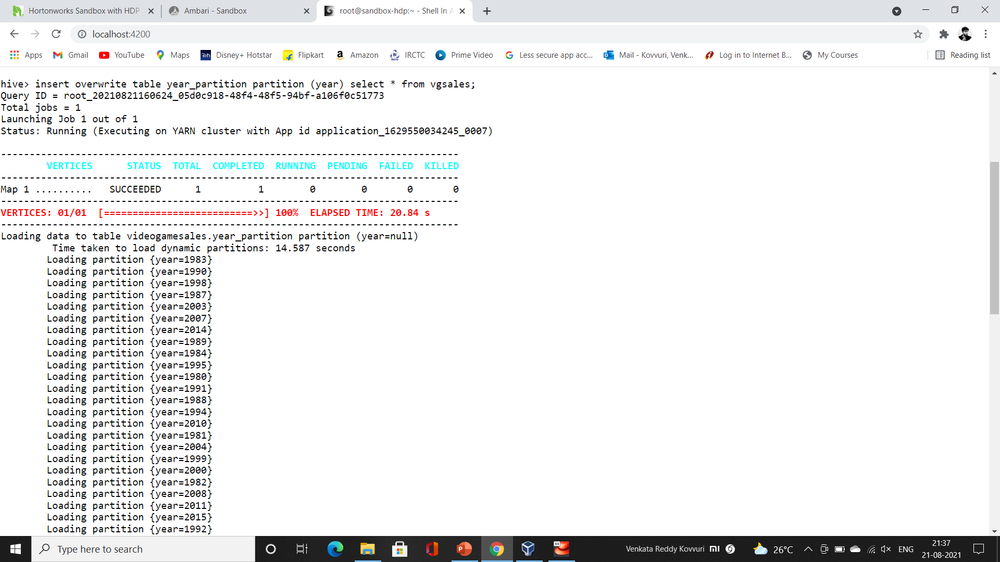 Hortonworks Sandbox with HDP
Ambari - Sandbox
root@sandbox-hdp:~ - Shell In A
localhost:4200
Apps Gmail YouTube Maps Disney+ Hotstar Flipkart Amazon IRCTC Prime Video Less secure app acc... Mail - Kovvuri, Venk... Log in to Internet B... My Courses Reading list
hive> insert overwrite table year_partition partition (year) select * from vgsales;
Query ID = root_20210821160624_05d0c918-48f4-48f5-94bf-a106f0c51773
Total jobs = 1
Launching Job 1 out of 1
Status: Running (Executing on YARN cluster with App id application_1629550034245_0007)
--------------------------------------------------------------------------------
VERTICES STATUS TOTAL COMPLETED RUNNING PENDING FAILED KILLED
--------------------------------------------------------------------------------
Map 1 .......... SUCCEEDED 1 1 0 0 0 0
--------------------------------------------------------------------------------
VERTICES: 01/01 [==========================>>] 100% ELAPSED TIME: 20.84 s
--------------------------------------------------------------------------------
Loading data to table videogamesales.year_partition partition (year=null)
Time taken to load dynamic partitions: 14.587 seconds
Loading partition {year=1983}
Loading partition {year=1990}
Loading partition {year=1998}
Loading partition {year=1987}
Loading partition {year=2003}
Loading partition {year=2007}
Loading partition {year=2014}
Loading partition {year=1989}
Loading partition {year=1984}
Loading partition {year=1995}
Loading partition {year=1980}
Loading partition {year=1991}
Loading partition {year=1988}
Loading partition {year=1994}
Loading partition {year=2010}
Loading partition {year=1981}
Loading partition {year=2004}
Loading partition {year=1999}
Loading partition {year=2000}
Loading partition {year=1982}
Loading partition {year=2008}
Loading partition {year=2011}
Loading partition {year=2015}
Loading partition {year=1992}
Type here to search
Venkata Reddy Kovvuri
26°C
ENG
21:37
21-08-2021